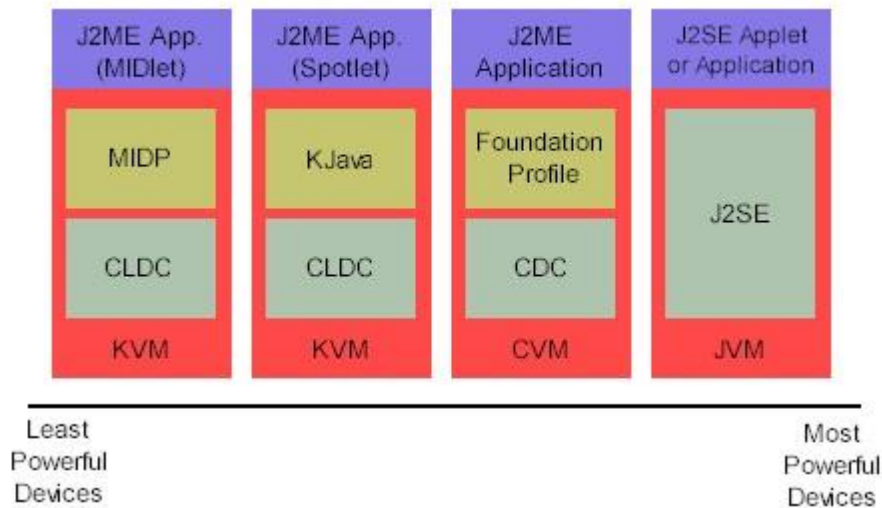 J2ME App.
(MIDlet)
MIDP
CLDC
KVM
J2ME App.
(Spotlet)
KJava
CLDC
KVM
J2ME
Application
Foundation
Profile
CDC
CVM
J2SE Applet
or Application
J2SE
JVM
Least
Powerful
Devices
Most
Powerful
Devices